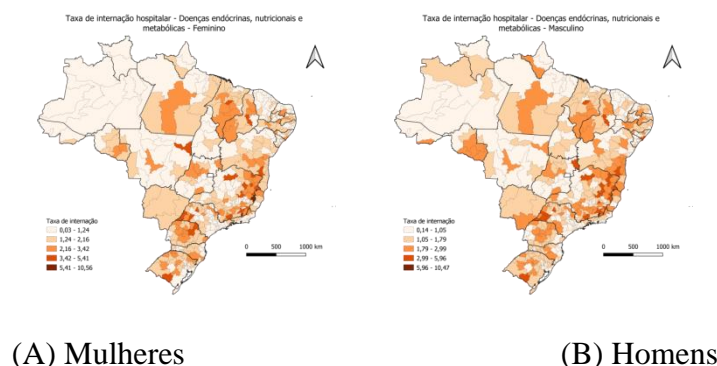 Taxa de internação hospitalar - Doenças endócrinas, nutricionais e
metabólicas - Feminino
Taxa de internação
0,03 - 1,24
1,24 - 2,16
2,16 - 3,42
3,42 - 5,41
5,41 - 10,56
0 500 1000 km
Taxa de internação hospitalar - Doenças endócrinas, nutricionais e
metabólicas - Masculino
Taxa de internação
0,14 - 1,05
1,05 - 1,79
1,79 - 2,99
2,99 - 5,96
5,96 - 10,47
0 500 1000 km
(A) Mulheres
(B) Homens